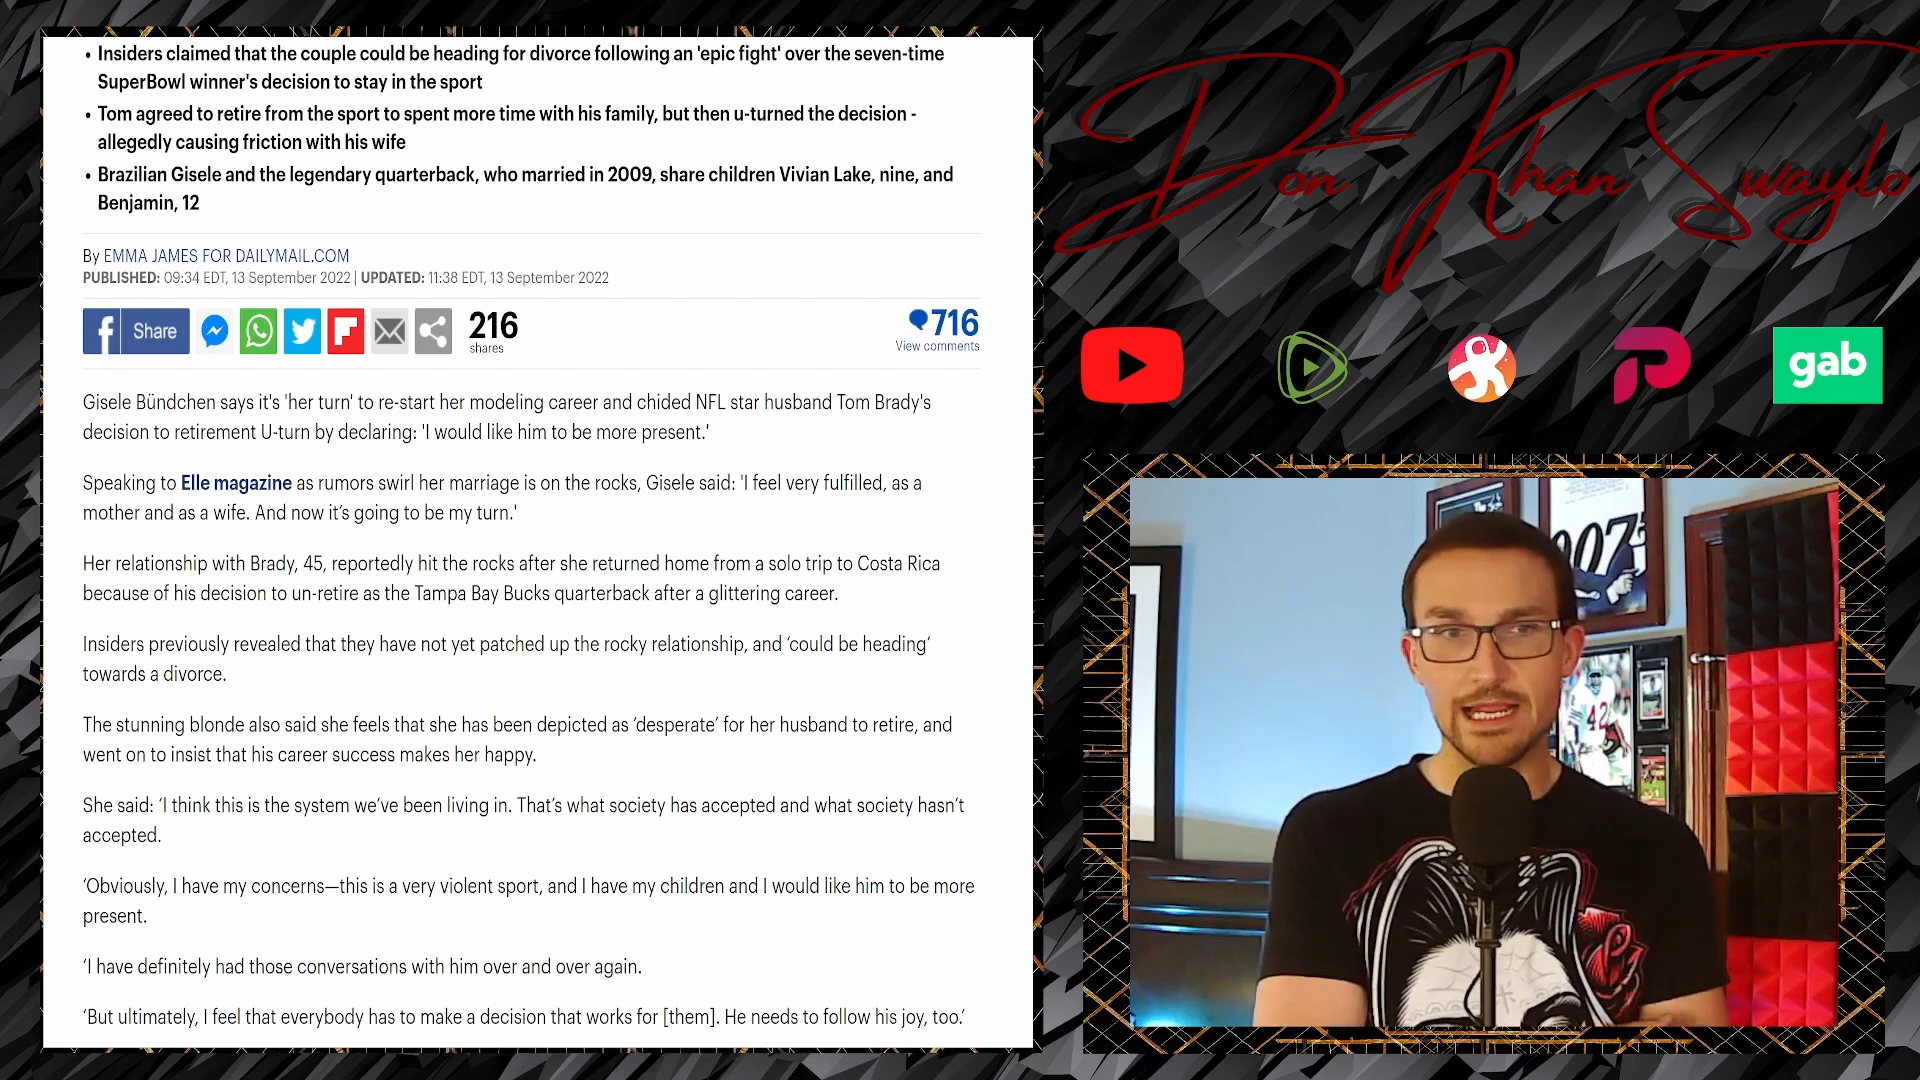 • Insiders claimed that the couple could be heading for divorce following an 'epic fight' over the seven-time
SuperBowl winner's decision to stay in the sport
• Tom agreed to retire from the sport to spent more time with his family, but then u-turned the decision -
allegedly causing friction with his wife
• Brazilian Gisele and the legendary quarterback, who married in 2009, share children Vivian Lake, nine, and
Benjamin, 12
By EMMA JAMES FOR DAILYMAIL.COM
PUBLISHED: 09:34 EDT, 13 September 2022 | UPDATED: 11:38 EDT, 13 September 2022
f Share
216
shares
716
View comments
Gisele Bündchen says it's 'her turn' to re-start her modeling career and chided NFL star husband Tom Brady's
decision to retirement U-turn by declaring: 'I would like him to be more present.'
Speaking to Elle magazine as rumors swirl her marriage is on the rocks, Gisele said: 'I feel very fulfilled, as a
mother and as a wife. And now it’s going to be my turn.'
Her relationship with Brady, 45, reportedly hit the rocks after she returned home from a solo trip to Costa Rica
because of his decision to un-retire as the Tampa Bay Bucks quarterback after a glittering career.
Insiders previously revealed that they have not yet patched up the rocky relationship, and ‘could be heading’
towards a divorce.
The stunning blonde also said she feels that she has been depicted as ‘desperate’ for her husband to retire, and
went on to insist that his career success makes her happy.
She said: ‘I think this is the system we’ve been living in. That’s what society has accepted and what society hasn’t
accepted.
‘Obviously, I have my concerns—this is a very violent sport, and I have my children and I would like him to be more
present.
‘I have definitely had those conversations with him over and over again.
‘But ultimately, I feel that everybody has to make a decision that works for [them]. He needs to follow his joy, too.’
Don Khan Swaylo
gab
007
42